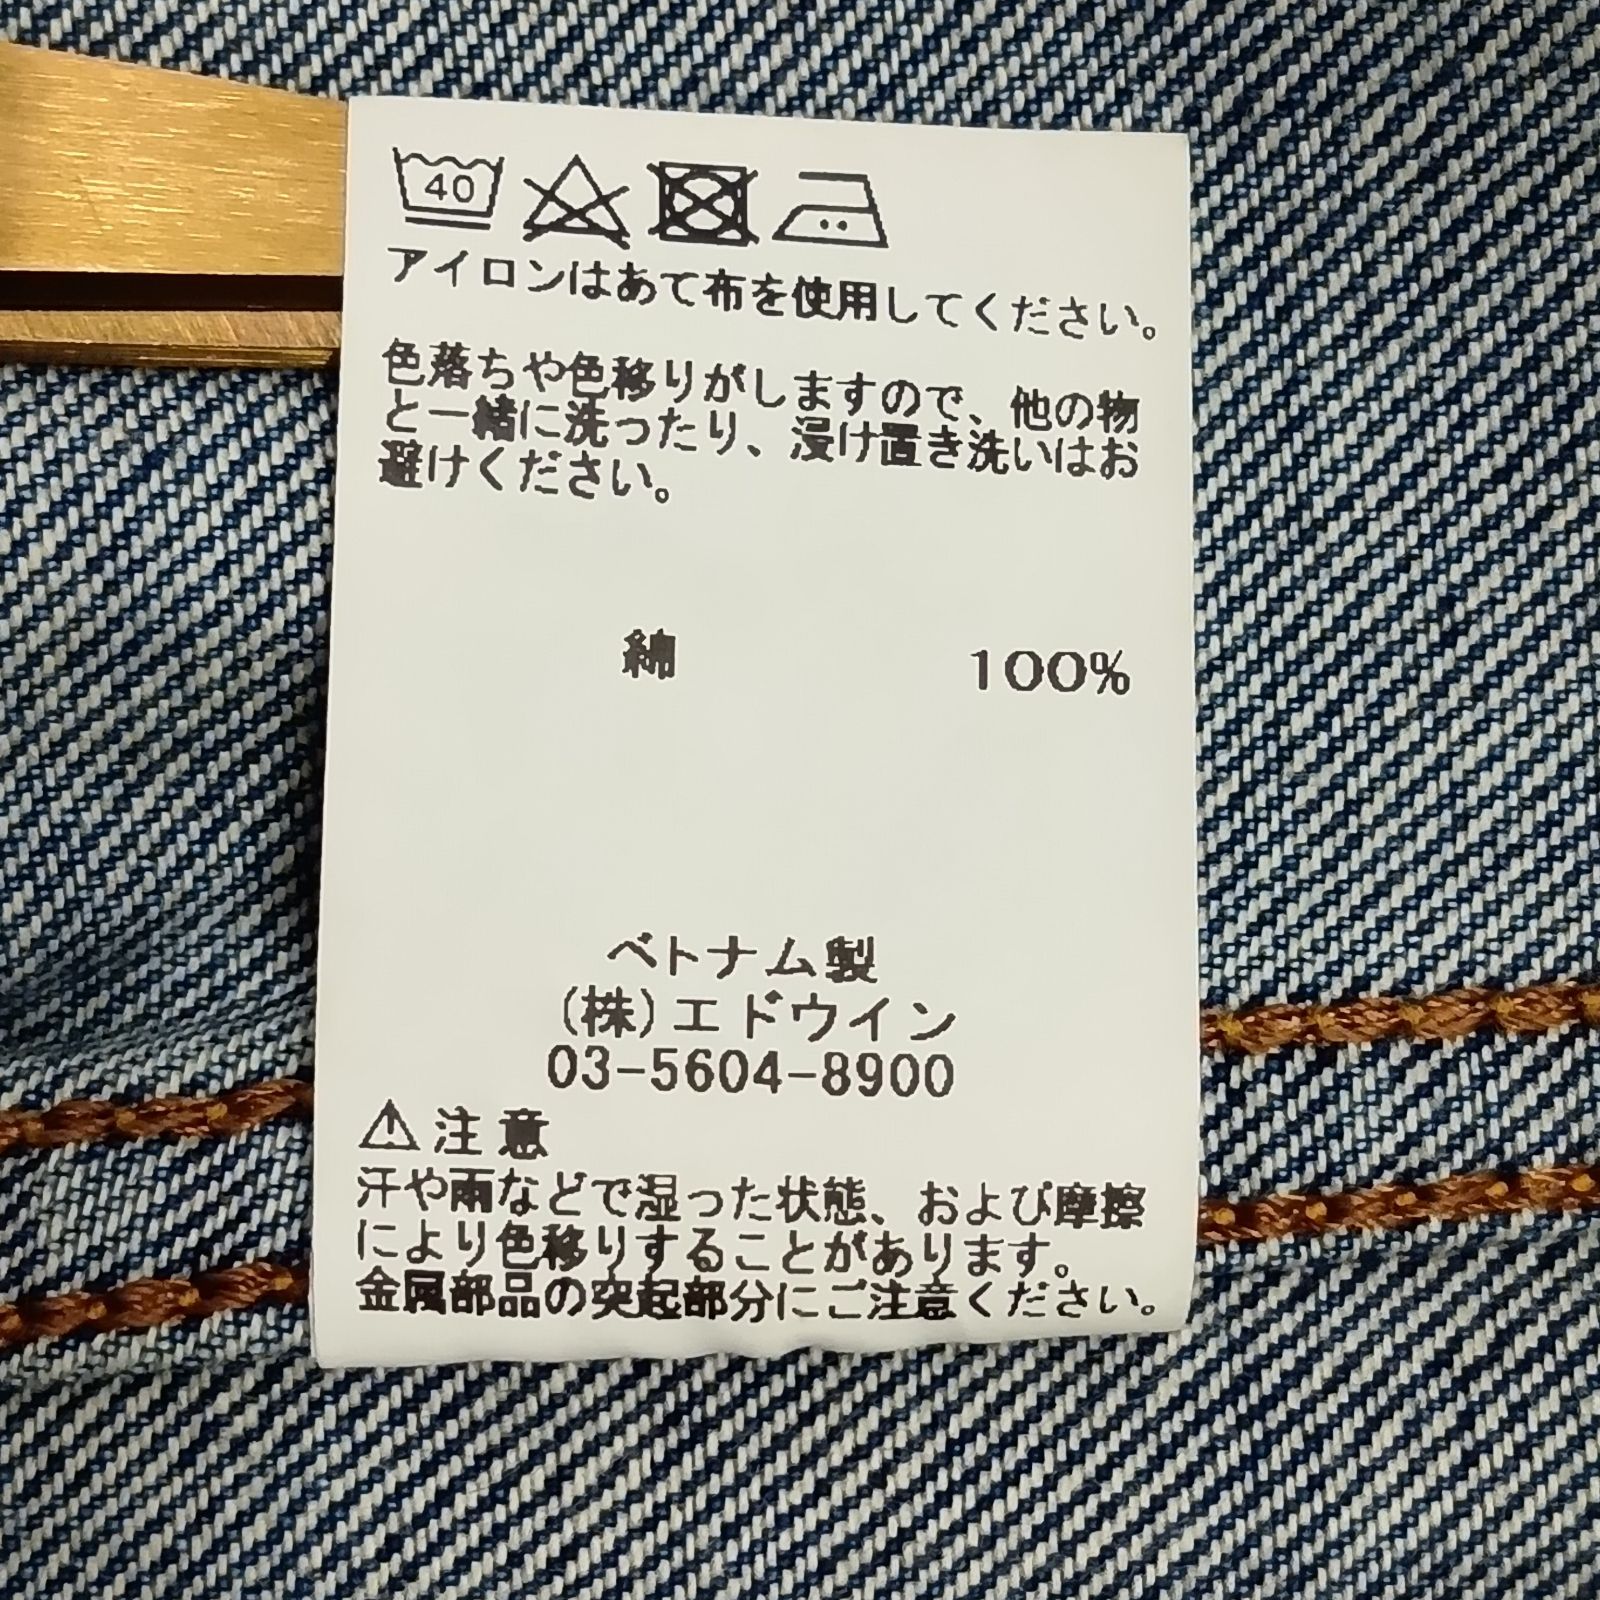 40
アイロンはあて布を使用してください。
色落ちや色移りがしますので、他の物
と一緒に洗ったり、浸け置き洗いはお
避けください。
綿 100%
ベトナム製
(株)エドウイン
03-5604-8900
⚠注意
汗や雨などで湿った状態、および摩擦
により色移りすることがあります。
金属部品の突起部分にご注意ください。